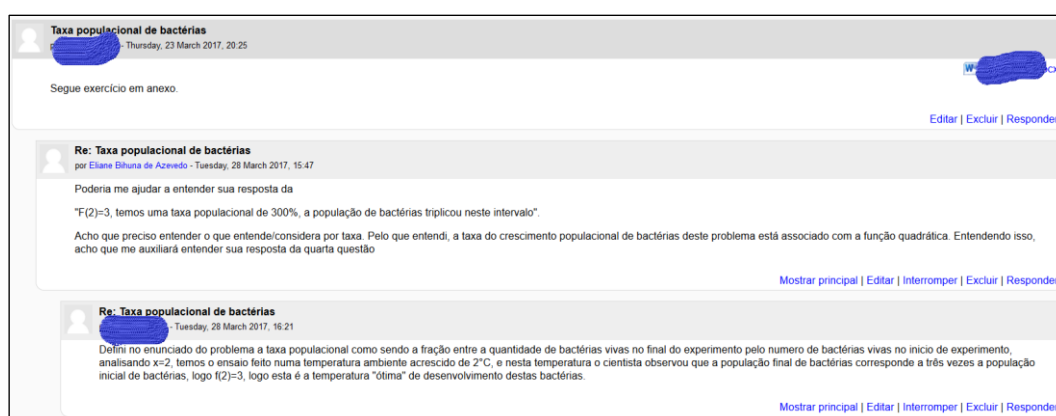 Taxa populacional de bactérias
- Thursday, 23 March 2017, 20:25
Segue exercício em anexo.
Editar | Excluir | Responder
Re: Taxa populacional de bactérias
por Eliane Bihuna de Azevedo - Tuesday, 28 March 2017, 15:47
Poderia me ajudar a entender sua resposta da
"F(2)=3, temos uma taxa populacional de 300%, a população de bactérias triplicou neste intervalo".
Acho que preciso entender o que entende/considera por taxa. Pelo que entendi, a taxa do crescimento populacional de bactérias deste problema está associado com a função quadrática. Entendendo isso,
acho que me auxiliará entender sua resposta da quarta questão
Mostrar principal | Editar | Interromper | Excluir | Responder
Re: Taxa populacional de bactérias
- Tuesday, 28 March 2017, 16:21
Defini no enunciado do problema a taxa populacional como sendo a fração entre a quantidade de bactérias vivas no final do experimento pelo numero de bactérias vivas no inicio de experimento,
analisando x=2, temos o ensaio feito numa temperatura ambiente acrescido de 2°C, e nesta temperatura o cientista observou que a população final de bactérias corresponde a três vezes a população
inicial de bactérias, logo f(2)=3, logo esta é a temperatura "ótima" de desenvolvimento destas bactérias.
Mostrar principal | Editar | Interromper | Excluir | Responder